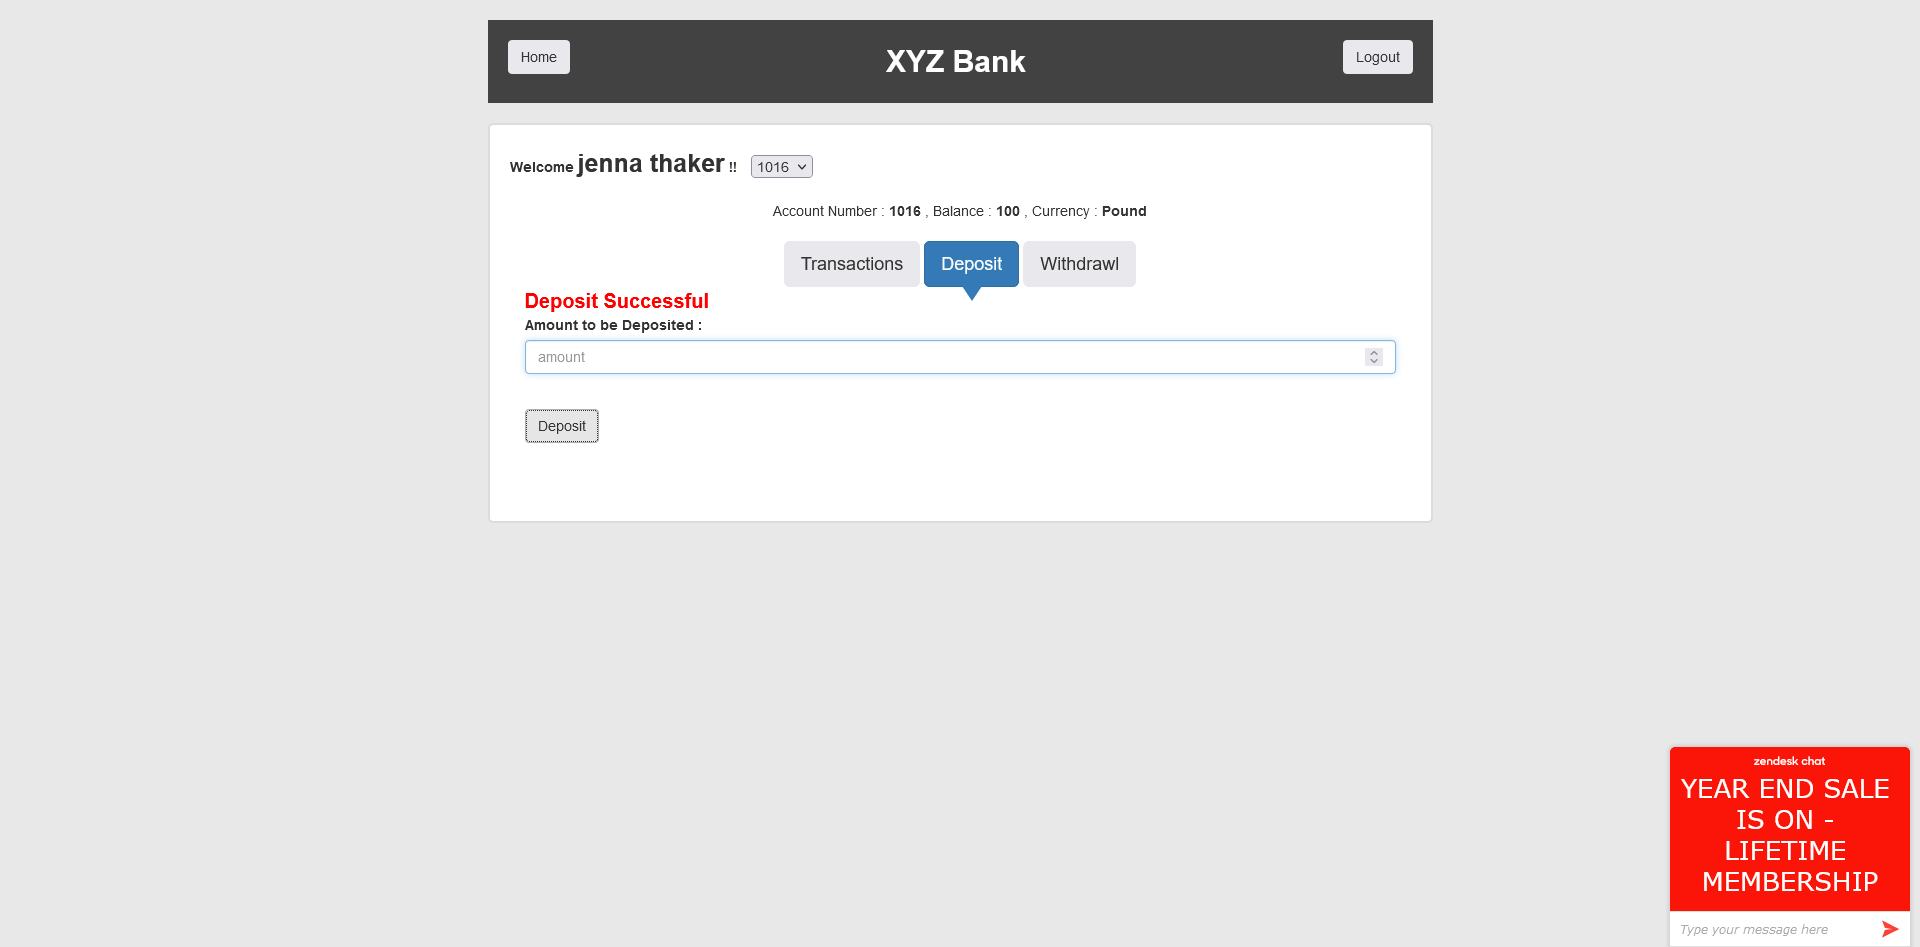 Home
XYZ Bank
Logout
Welcome jenna thaker !! 1016
Account Number : 1016 , Balance : 100 , Currency : Pound
Transactions
Deposit
Withdrawl
Deposit Successful
Amount to be Deposited :
amount
Deposit
zendesk chat
YEAR END SALE
IS ON -
LIFETIME
MEMBERSHIP
Type your message here